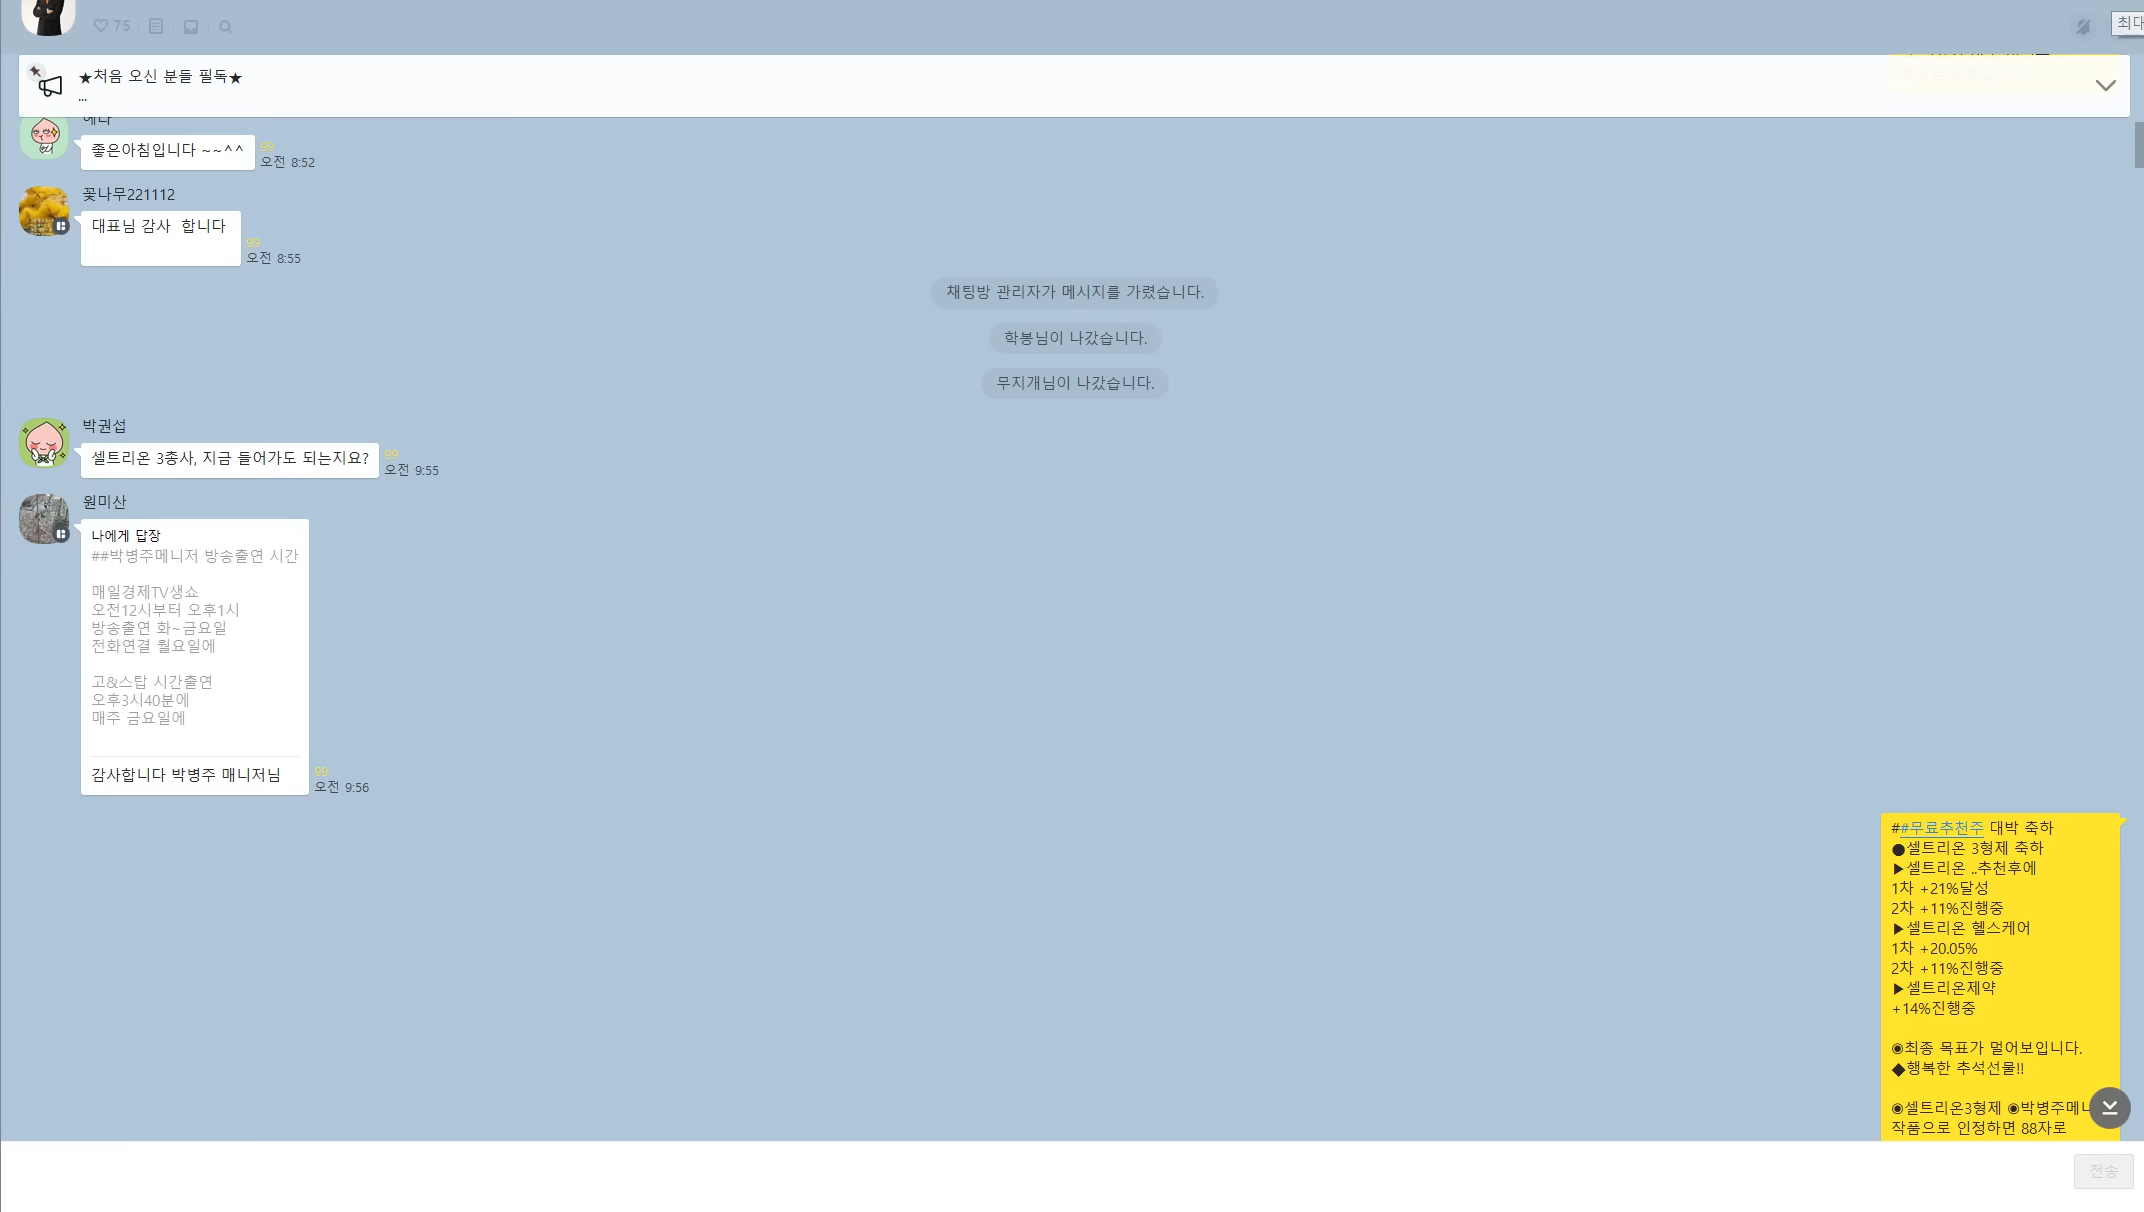 75
최대
★처음 오신 분들 필독★
...
좋은아침입니다 ~~^^
99
오전 8:52
꽃나무221112
대표님 감사  합니다
99
오전 8:55
채팅방 관리자가 메시지를 가렸습니다.
학봉님이 나갔습니다.
무지개님이 나갔습니다.
박권섭
셀트리온 3종사, 지금 들어가도 되는지요?
99
오전 9:55
원미산
나에게 답장
##박병주메니저 방송출연 시간
매일경제TV생쇼
오전12시부터 오후1시
방송출연 화~금요일
전화연결 월요일에
고&스탑 시간출연
오후3시40분에
매주 금요일에
감사합니다 박병주 매니저님
99
오전 9:56
##무료추천주 대박 축하
●셀트리온 3형제 축하
▶셀트리온 ..추천후에
1차 +21%달성
2차 +11%진행중
▶셀트리온 헬스케어
1차 +20.05%
2차 +11%진행중
▶셀트리온제약
+14%진행중
◉최종 목표가 멀어보입니다.
◆행복한 추석선물!!
◉셀트리온3형제 ◉박병주메니
작품으로 인정하면 88자로
전송